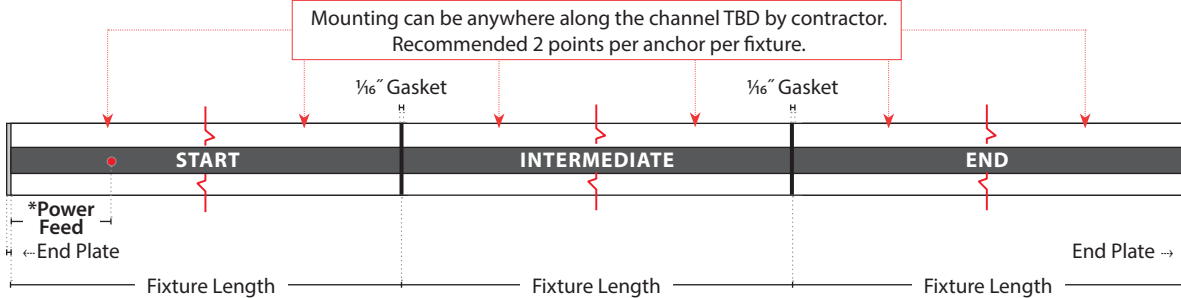 Mounting can be anywhere along the channel TBD by contractor.
Recommended 2 points per anchor per fixture.
1⁄16˝ Gasket
1⁄16˝ Gasket
START
INTERMEDIATE
END
*Power
Feed
←End Plate
End Plate→
Fixture Length
Fixture Length
Fixture Length